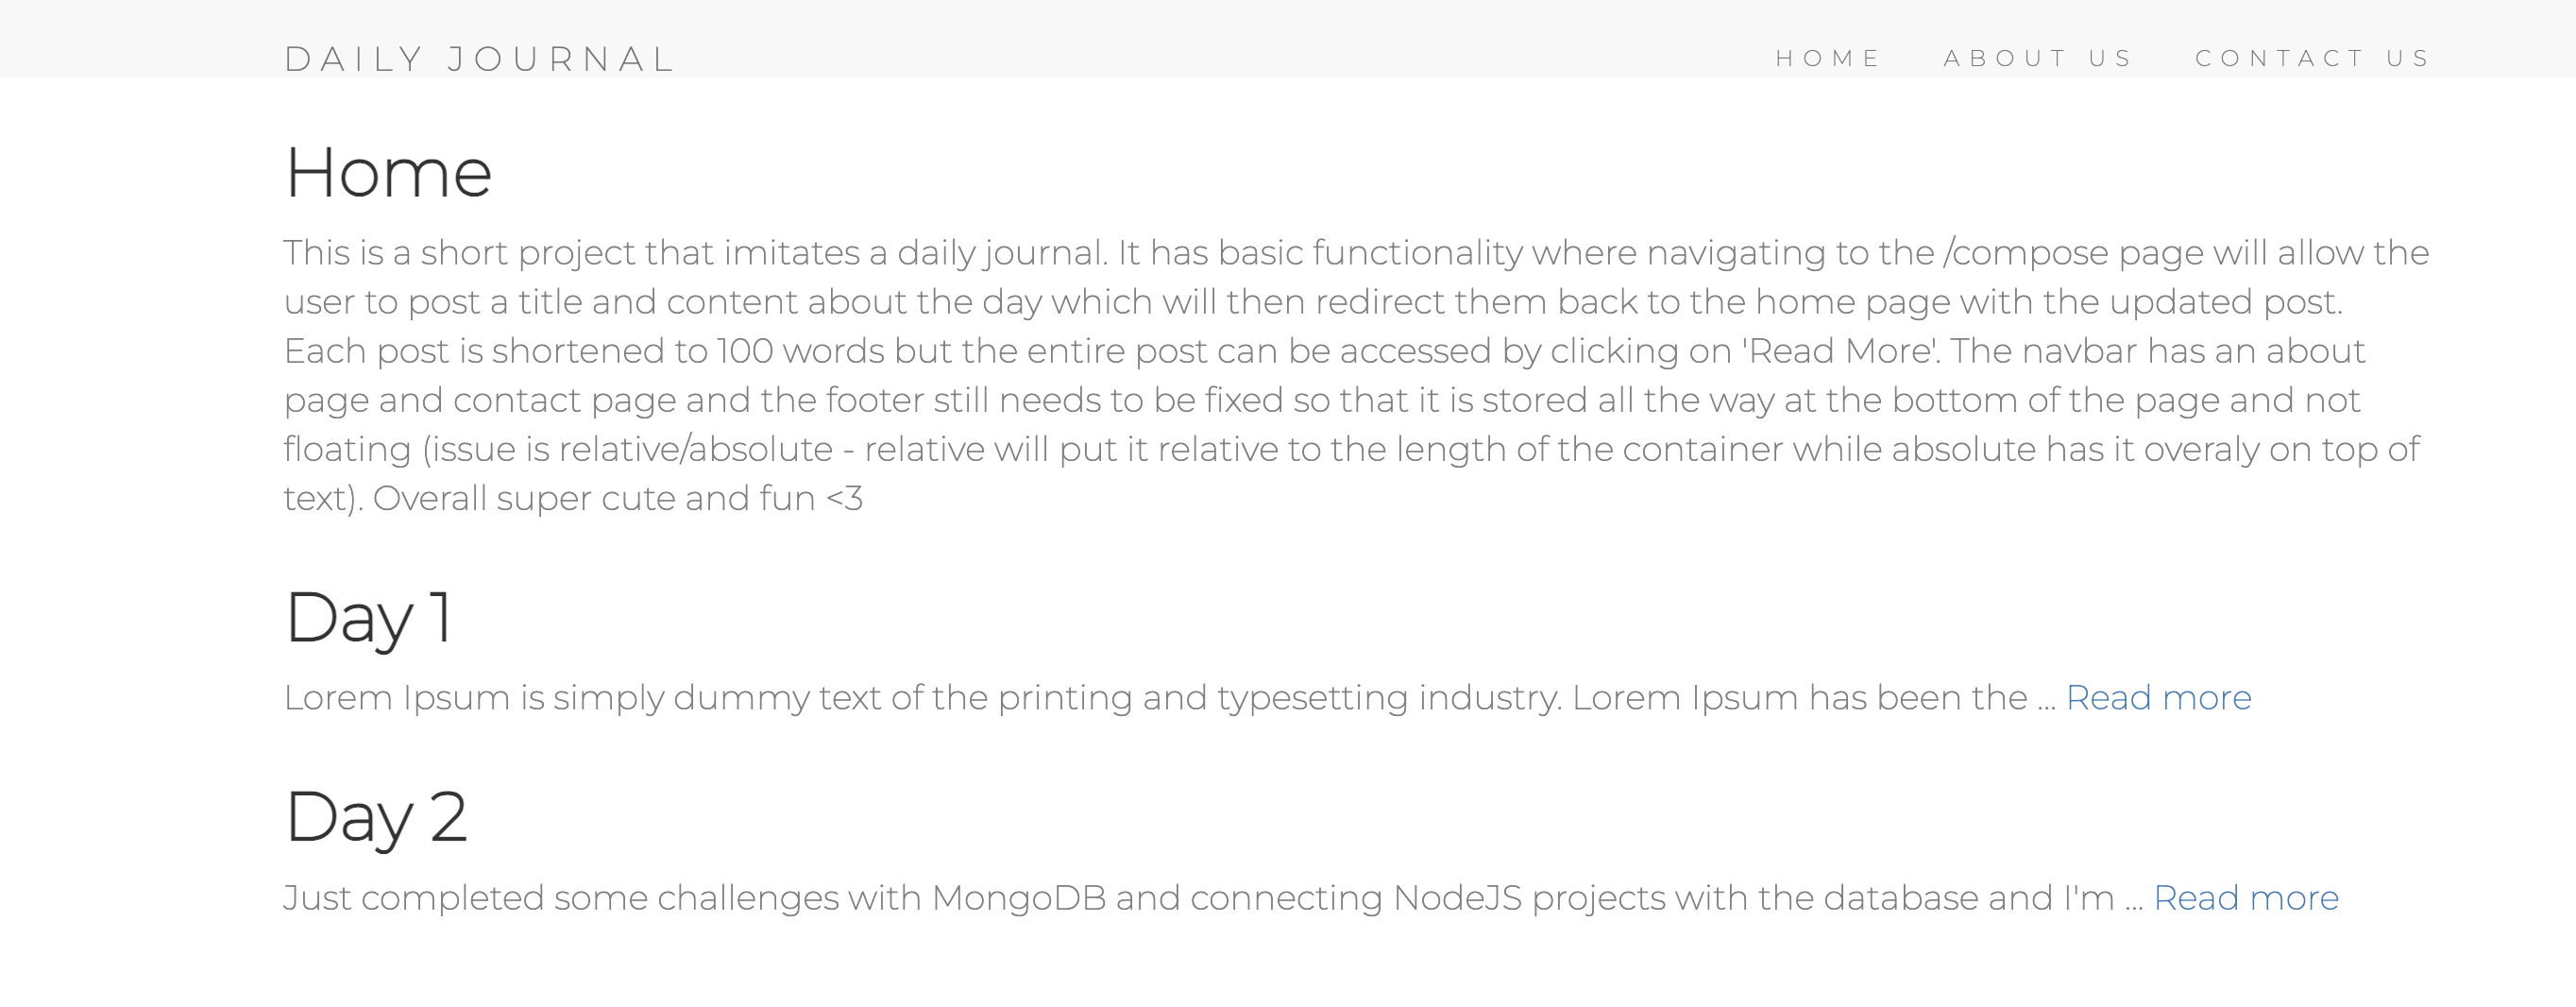 DAILY JOURNAL
HOME ABOUT US CONTACT US
Home
This is a short project that imitates a daily journal. It has basic functionality where navigating to the /compose page will allow the
user to post a title and content about the day which will then redirect them back to the home page with the updated post.
Each post is shortened to 100 words but the entire post can be accessed by clicking on 'Read More'. The navbar has an about
page and contact page and the footer still needs to be fixed so that it is stored all the way at the bottom of the page and not
floating (issue is relative/absolute - relative will put it relative to the length of the container while absolute has it overaly on top of
text). Overall super cute and fun <3
Day 1
Lorem Ipsum is simply dummy text of the printing and typesetting industry. Lorem Ipsum has been the ... Read more
Day 2
Just completed some challenges with MongoDB and connecting NodeJS projects with the database and I'm ... Read more